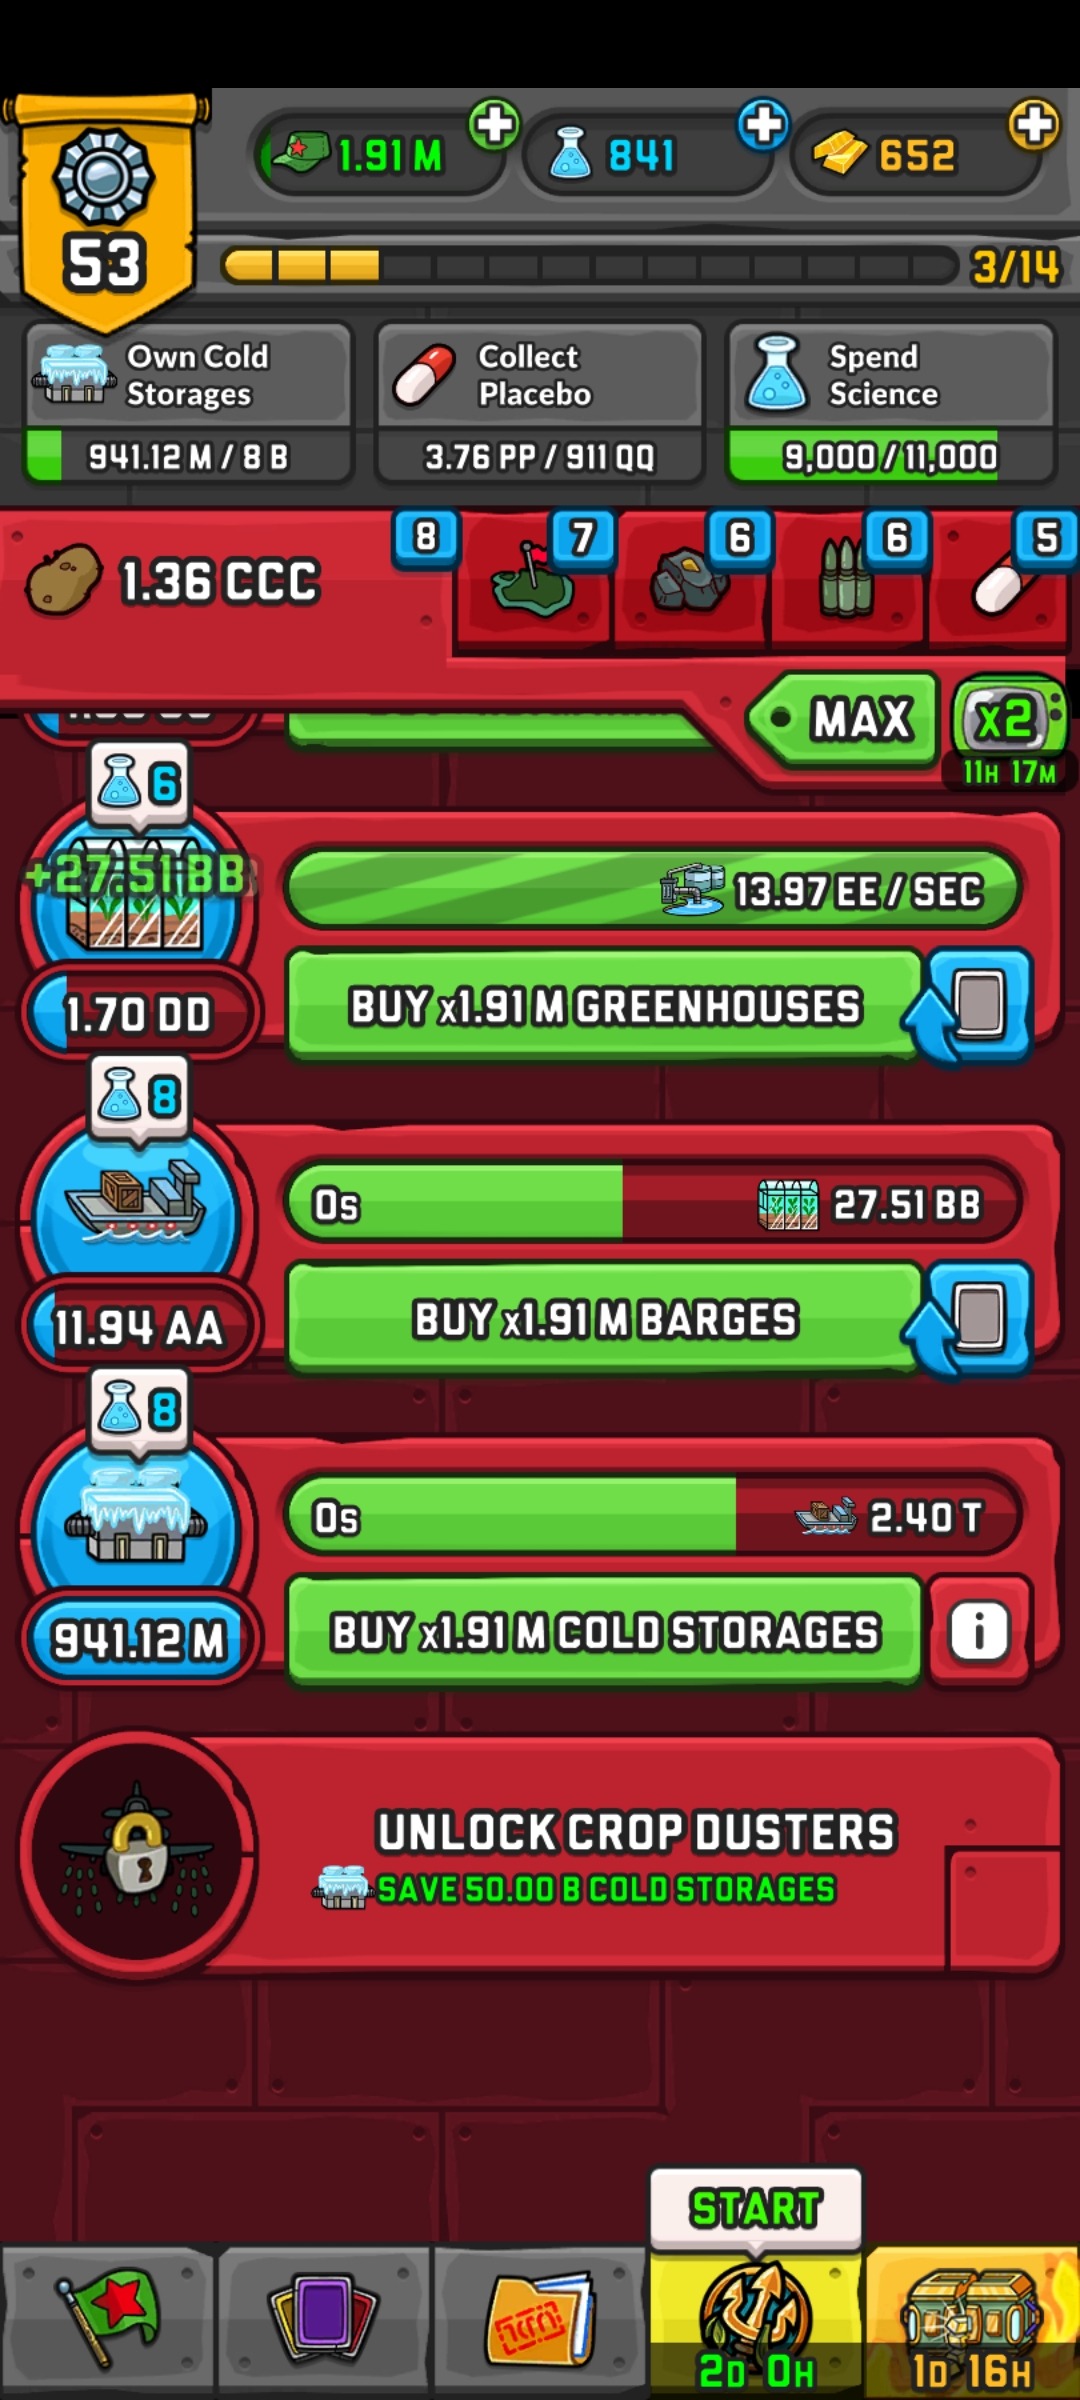 53
1.91 M
841
652
3/14
Own Cold
Storages
941.12 M / 8 B
Collect
Placebo
3.76 PP / 911 QQ
Spend
Science
9,000 / 11,000
1.36 CCC
8
7
6
6
5
MAX
x2
11H 17M
6
+27.51 BB
13.97 EE / SEC
1.70 DD
BUY x1.91 M GREENHOUSES
8
0s
27.51 BB
11.94 AA
BUY x1.91 M BARGES
8
0s
2.40 T
941.12 M
BUY x1.91 M COLD STORAGES
i
UNLOCK CROP DUSTERS
SAVE 50.00 B COLD STORAGES
START
2D 0H
1D 16H